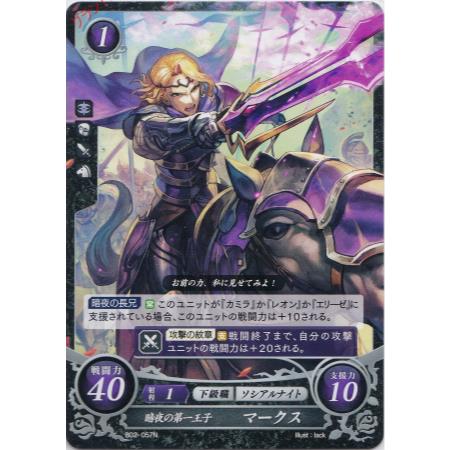 1
お前の力、私に見せてみよ!
暗夜の長兄 常 このユニットが『カミラ』か『レオン』か『エリーゼ』に
支援されている場合、このユニットの戦闘力は+10される。
攻撃の紋章 支 戦闘終了まで、自分の攻撃
ユニットの戦闘力は+20される。
戦闘力 40
射程 1
下級職
ソシアルナイト
支援力 10
暗夜の第一王子 マークス
B02-057N
Illust : lack